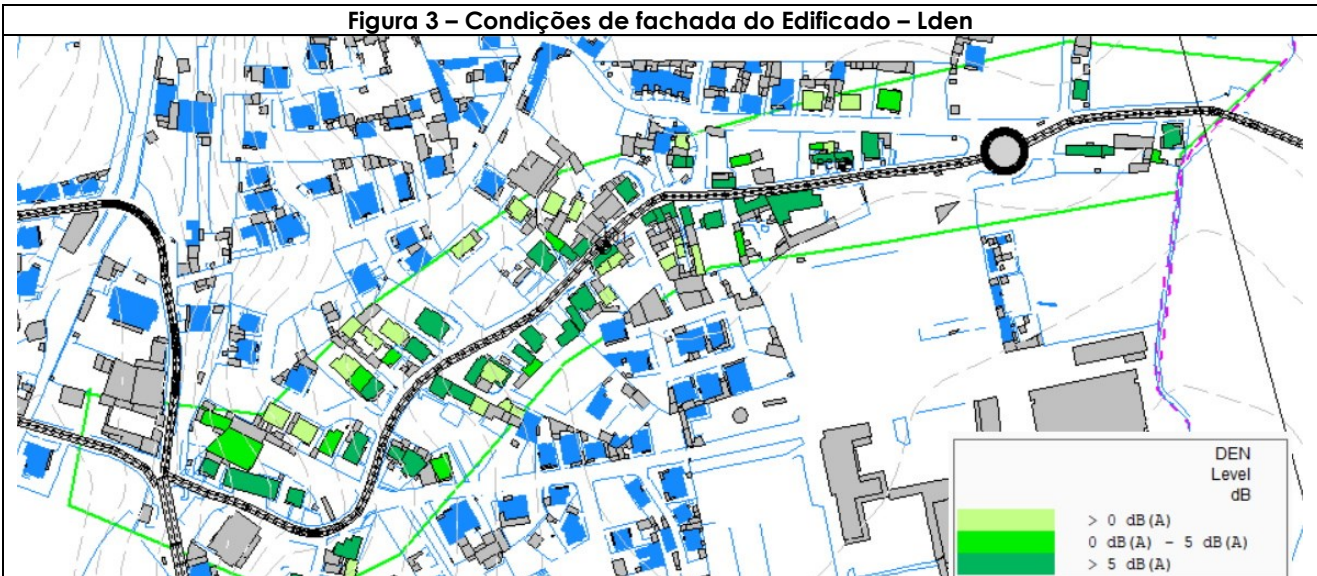 Figura 3 – Condições de fachada do Edificado – Lden
DEN
Level
dB
> 0 dB(A)
0 dB(A) - 5 dB(A)
> 5 dB(A)